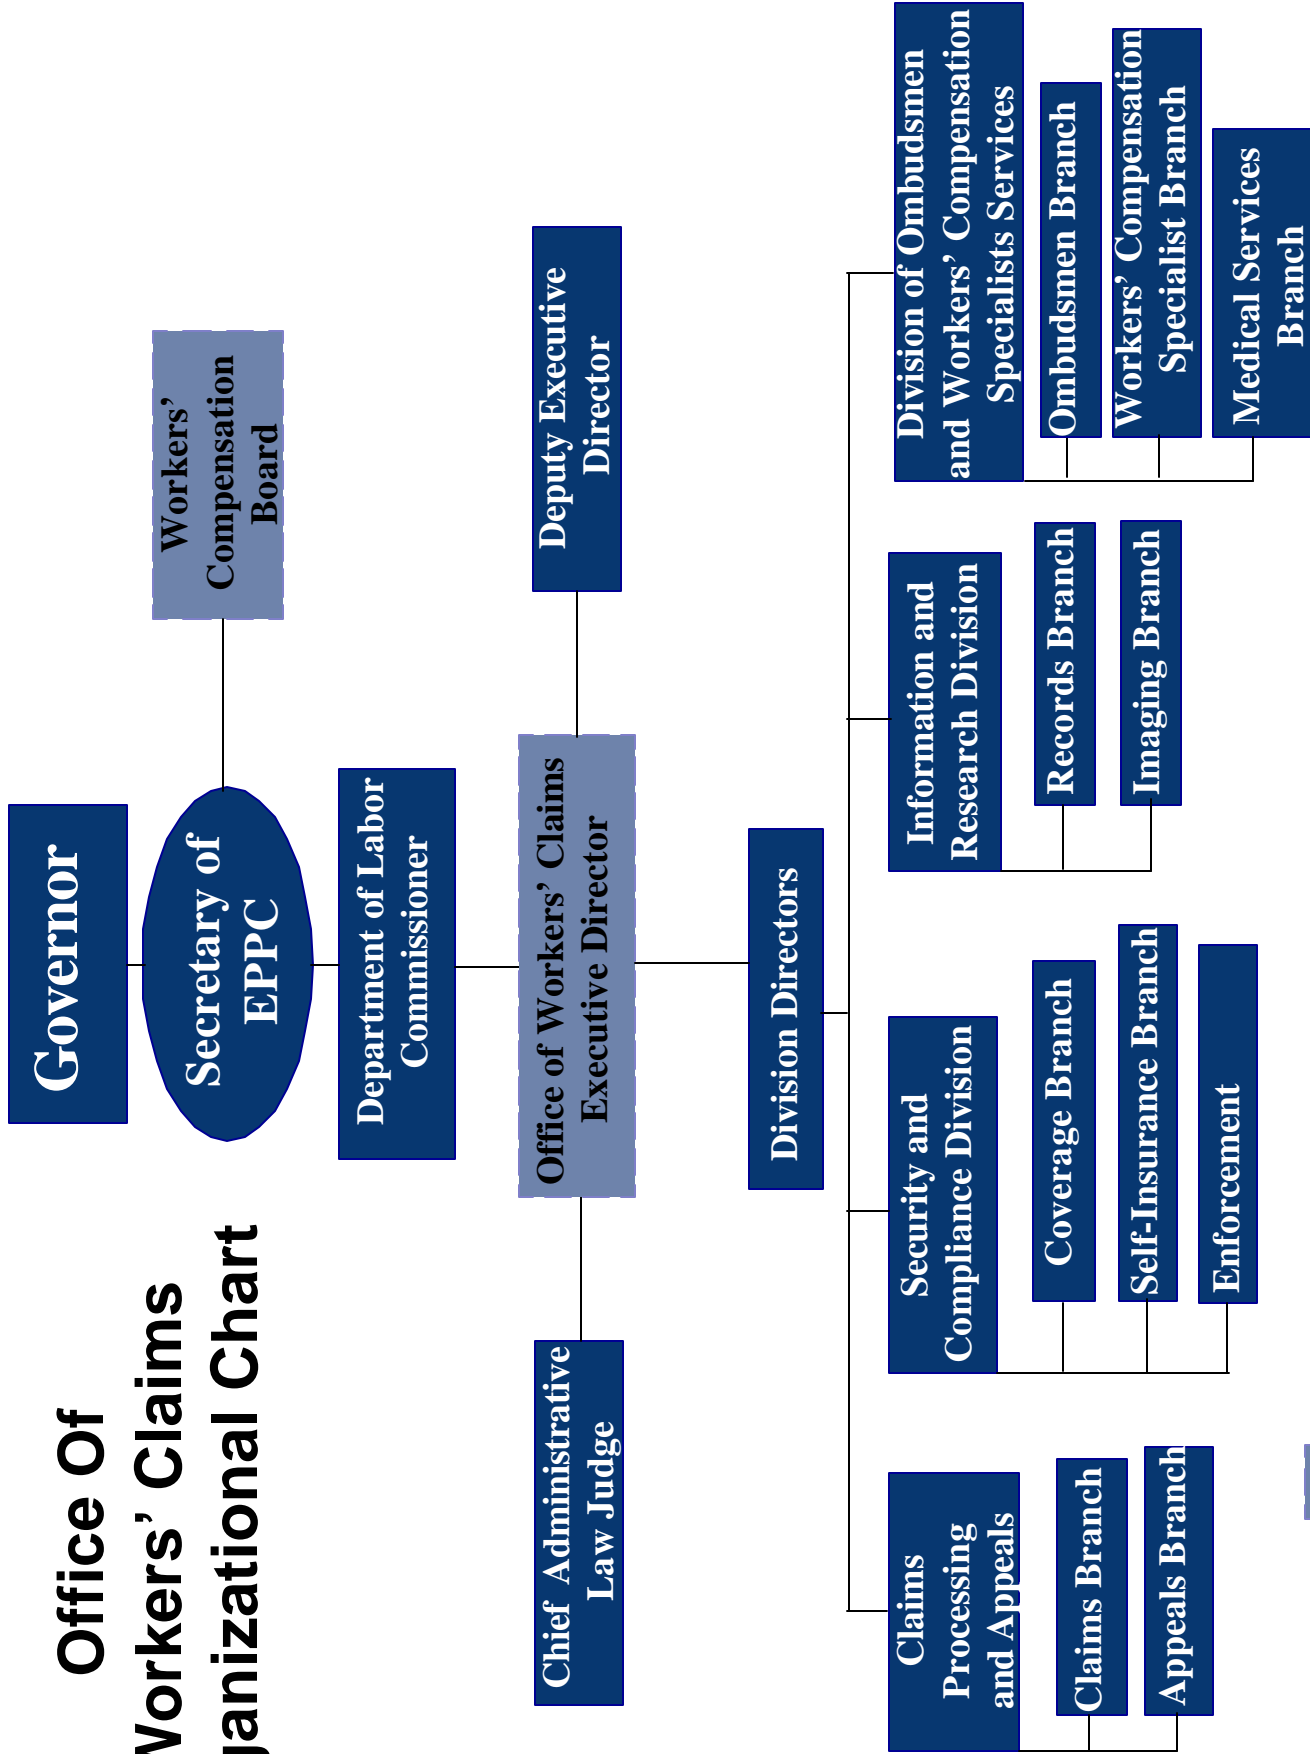 Office Of
Workers’ Claims
ganizational Chart
Governor
Secretary of
EPPC
Workers’
Compensation
Board
Department of Labor
Commissioner
Chief Administrative
Law Judge
Office of Workers’ Claims
Executive Director
Deputy Executive
Director
Division Directors
Claims
Processing
and Appeals
Claims Branch
Appeals Branch
Security and
Compliance Division
Coverage Branch
Self-Insurance Branch
Enforcement
Information and
Research Division
Records Branch
Imaging Branch
Division of Ombudsmen
and Workers’ Compensation
Specialists Services
Ombudsmen Branch
Workers’ Compensation
Specialist Branch
Medical Services
Branch